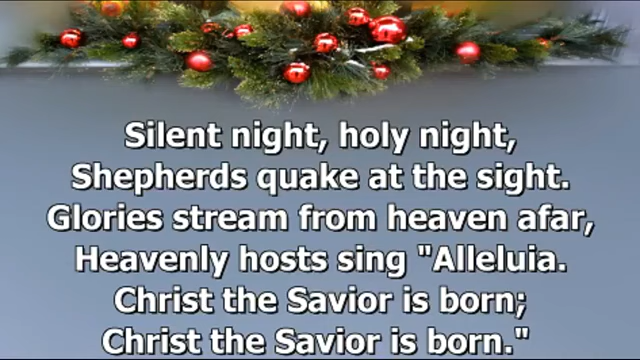 Silent night, holy night,
Shepherds quake at the sight.
Glories stream from heaven afar,
Heavenly hosts sing "Alleluia.
Christ the Savior is born;
Christ the Savior is born."